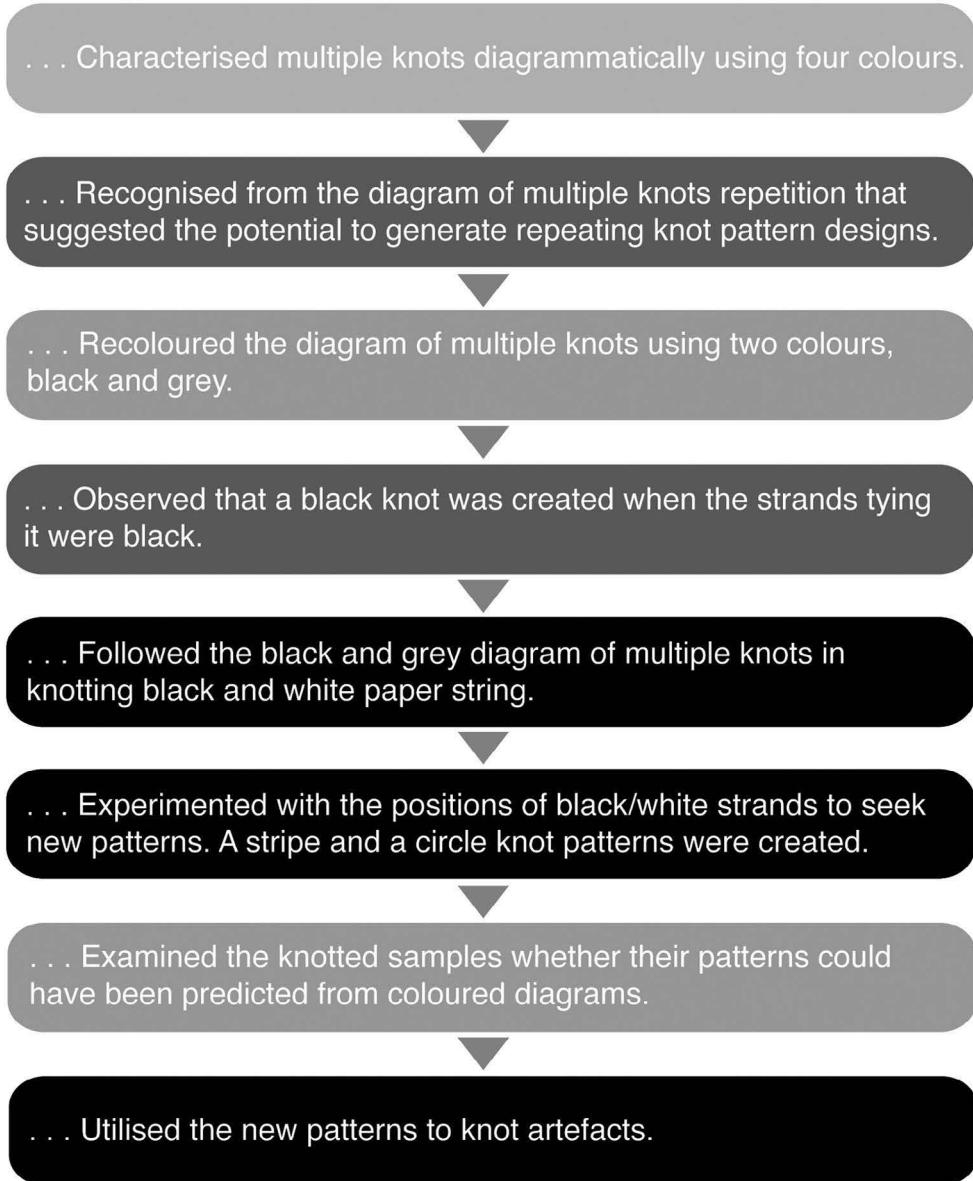 . . . Characterised multiple knots diagrammatically using four colours.
. . . Recognised from the diagram of multiple knots repetition that
suggested the potential to generate repeating knot pattern designs.
. . . Recoloured the diagram of multiple knots using two colours,
black and grey.
. . . Observed that a black knot was created when the strands tying
it were black.
. . . Followed the black and grey diagram of multiple knots in
knotting black and white paper string.
. . . Experimented with the positions of black/white strands to seek
new patterns. A stripe and a circle knot patterns were created.
. . . Examined the knotted samples whether their patterns could
have been predicted from coloured diagrams.
. . . Utilised the new patterns to knot artefacts.